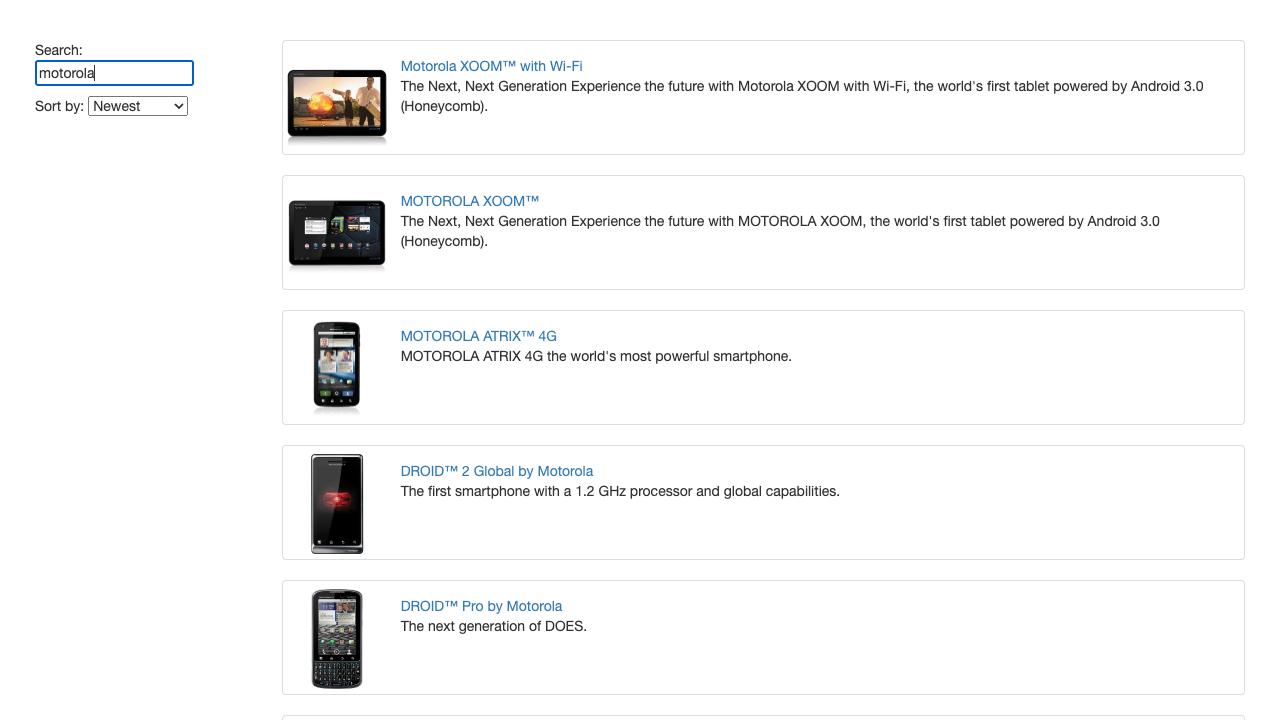 Search:
motorola
Sort by: Newest
Motorola XOOM™ with Wi-Fi
The Next, Next Generation Experience the future with Motorola XOOM with Wi-Fi, the world's first tablet powered by Android 3.0
(Honeycomb).
MOTOROLA XOOM™
The Next, Next Generation Experience the future with MOTOROLA XOOM, the world's first tablet powered by Android 3.0
(Honeycomb).
MOTOROLA ATRIX™ 4G
MOTOROLA ATRIX 4G the world's most powerful smartphone.
DROID™ 2 Global by Motorola
The first smartphone with a 1.2 GHz processor and global capabilities.
DROID™ Pro by Motorola
The next generation of DOES.